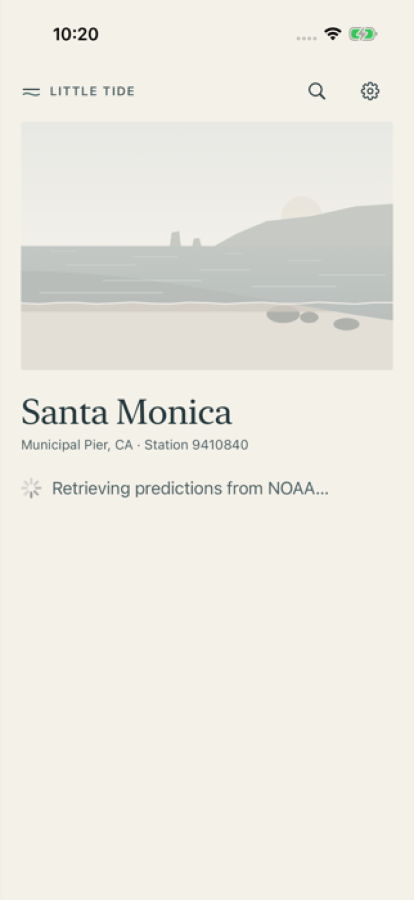 10:20
LITTLE TIDE
Santa Monica
Municipal Pier, CA · Station 9410840
Retrieving predictions from NOAA...